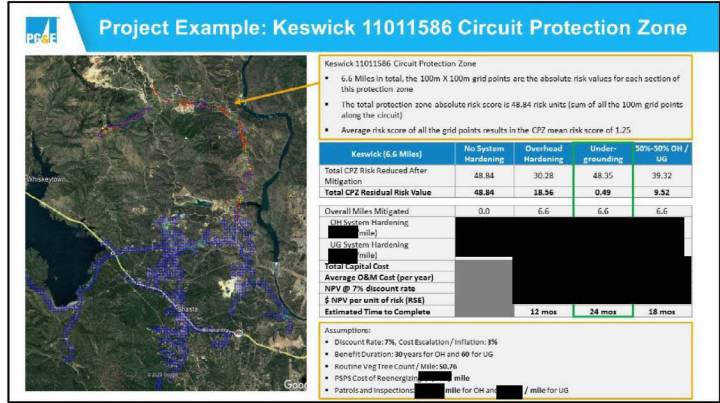 PG&E
Project Example: Keswick 11011586 Circuit Protection Zone
Keswick 11011586 Circuit Protection Zone
▪ 6.6 Miles in total, the 100m X 100m grid points are the absolute risk values for each section of
this protection zone
▪ The total protection zone absolute risk score is 48.84 risk units (sum of all the 100m grid points
along the circuit)
▪ Average risk score of all the grid points results in the CPZ mean risk score of 1.25
Keswick (6.6 Miles) No System Hardening Overhead Hardening Under-grounding 50%-50% OH / UG
Total CPZ Risk Reduced After Mitigation 48.84 30.28 48.35 39.32
Total CPZ Residual Risk Value 48.84 18.56 0.49 9.52
Overall Miles Mitigated 0.0 6.6 6.6 6.6
OH System Hardening
/mile)
UG System Hardening
/mile)
Total Capital Cost
Average O&M Cost (per year)
NPV @ 7% discount rate
$ NPV per unit of risk (RSE)
Estimated Time to Complete 12 mos 24 mos 18 mos
Assumptions:
▪ Discount Rate: 7%, Cost Escalation / Inflation: 3%
▪ Benefit Duration: 30 years for OH and 60 for UG
▪ Routine Veg Tree Count / Mile: 50.76
▪ PSPS Cost of Reenergizing mile
▪ Patrols and Inspections: mile for OH and / mile for UG
Whiskeytown
Shasta
Goog